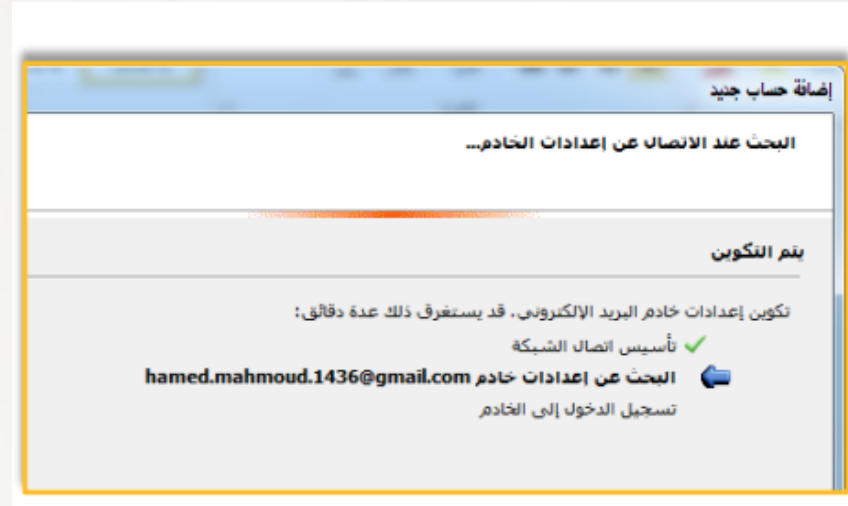 إضافة حساب جديد
البحث عند الاتصال عن إعدادات الخادم...
يتم التكوين
تكوين إعدادات خادم البريد الإلكتروني. قد يستغرق ذلك عدة دقائق:
تأسيس اتصال الشبكة
البحث عن إعدادات خادم hamed.mahmoud.1436@gmail.com
تسجيل الدخول إلى الخادم